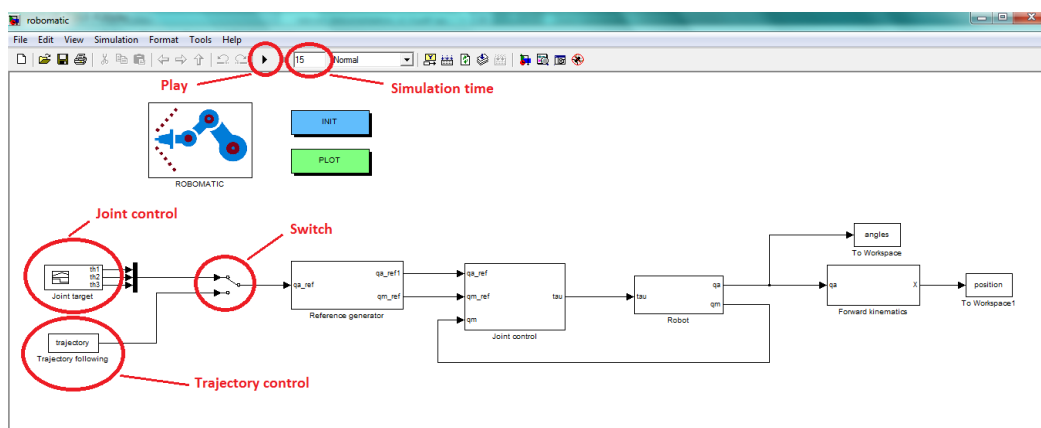 robomatic
File Edit View Simulation Format Tools Help
15 Normal
Play
Simulation time
INIT
PLOT
ROBOMATIC
Joint control
Switch
th1
th2
th3
Joint target
trajectory
Trajectory following
Trajectory control
qa_ref
qa_ref1
qm_ref
Reference generator
qa_ref
qm_ref
qm
tau
Joint control
tau
qa
qm
Robot
angles
To Workspace
qa
X
Forward kinematics
position
To Workspace1